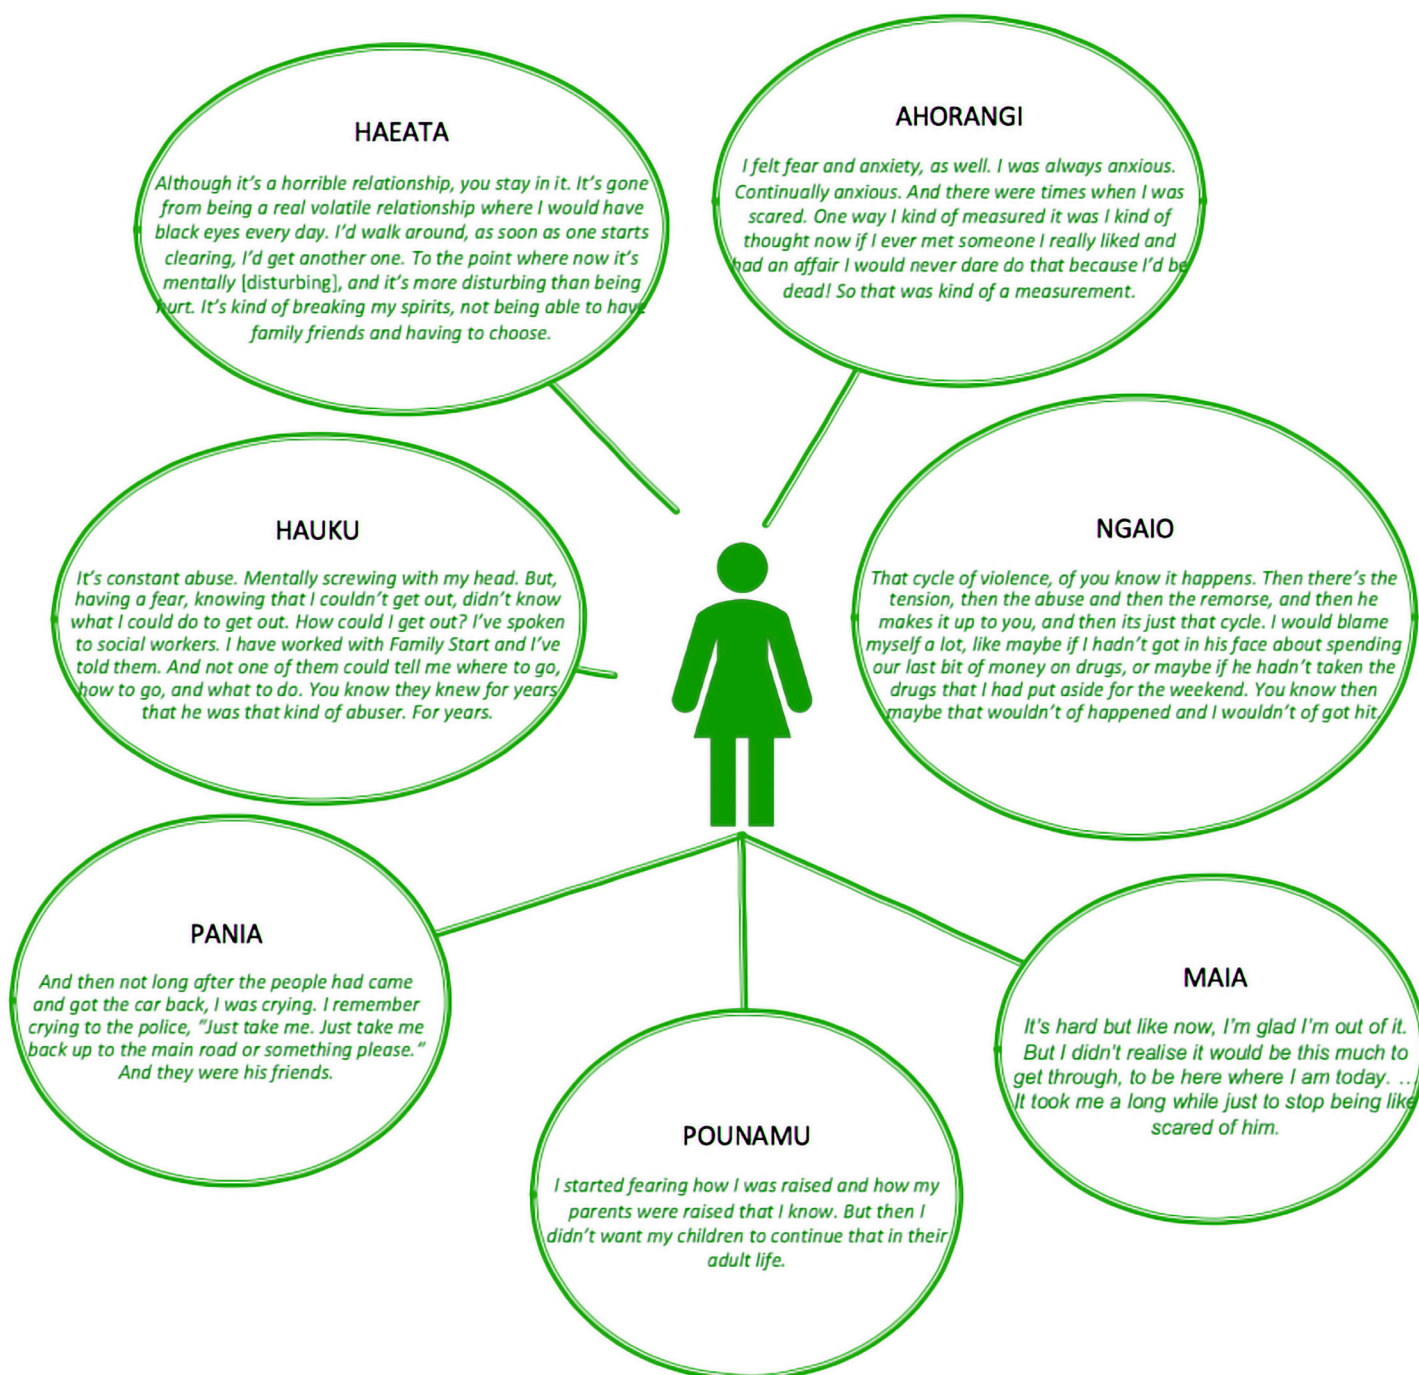 HAEATA
Although it's a horrible relationship, you stay in it. It's gone
from being a real volatile relationship where I would have
black eyes every day. I'd walk around, as soon as one starts
clearing, I'd get another one. To the point where now it's
mentally [disturbing], and it's more disturbing than being
hurt. It's kind of breaking my spirits, not being able to have
family friends and having to choose.
AHORANGI
I felt fear and anxiety, as well. I was always anxious.
Continually anxious. And there were times when I was
scared. One way I kind of measured it was I kind of
thought now if I ever met someone I really liked and
had an affair I would never dare do that because I'd be
dead! So that was kind of a measurement.
HAUKU
It's constant abuse. Mentally screwing with my head. But,
having a fear, knowing that I couldn't get out, didn't know
what I could do to get out. How could I get out? I've spoken
to social workers. I have worked with Family Start and I've
told them. And not one of them could tell me where to go,
how to go, and what to do. You know they knew for years
that he was that kind of abuser. For years.
NGAIO
That cycle of violence, of you know it happens. Then there's the
tension, then the abuse and then the remorse, and then he
makes it up to you, and then its just that cycle. I would blame
myself a lot, like maybe if I hadn't got in his face about spending
our last bit of money on drugs, or maybe if he hadn't taken the
drugs that I had put aside for the weekend. You know then
maybe that wouldn't of happened and I wouldn't of got hit.
PANIA
And then not long after the people had came
and got the car back, I was crying. I remember
crying to the police, "Just take me. Just take me
back up to the main road or something please."
And they were his friends.
POUNAMU
I started fearing how I was raised and how my
parents were raised that I know. But then I
didn't want my children to continue that in their
adult life.
MAIA
It's hard but like now, I'm glad I'm out of it.
But I didn't realise it would be this much to
get through, to be here where I am today. …
It took me a long while just to stop being like
scared of him.